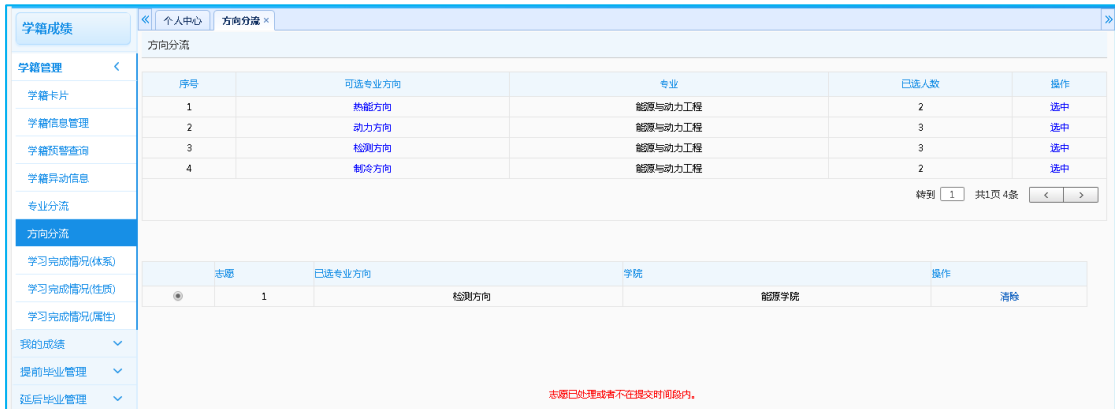 学籍成绩
学籍管理
学籍卡片
学籍信息管理
学籍预警查询
学籍异动信息
专业分流
方向分流
学习完成情况(体系)
学习完成情况(性质)
学习完成情况(属性)
我的成绩
提前毕业管理
延后毕业管理
« 个人中心 方向分流 × »
方向分流
序号 可选专业方向 专业 已选人数 操作
1 热能方向 能源与动力工程 2 选中
2 动力方向 能源与动力工程 3 选中
3 检测方向 能源与动力工程 3 选中
4 制冷方向 能源与动力工程 2 选中
转到 1 共1页 4条 < >
志愿 已选专业方向 学院 操作
1 检测方向 能源学院 清除
志愿已处理或者不在提交时间段内。